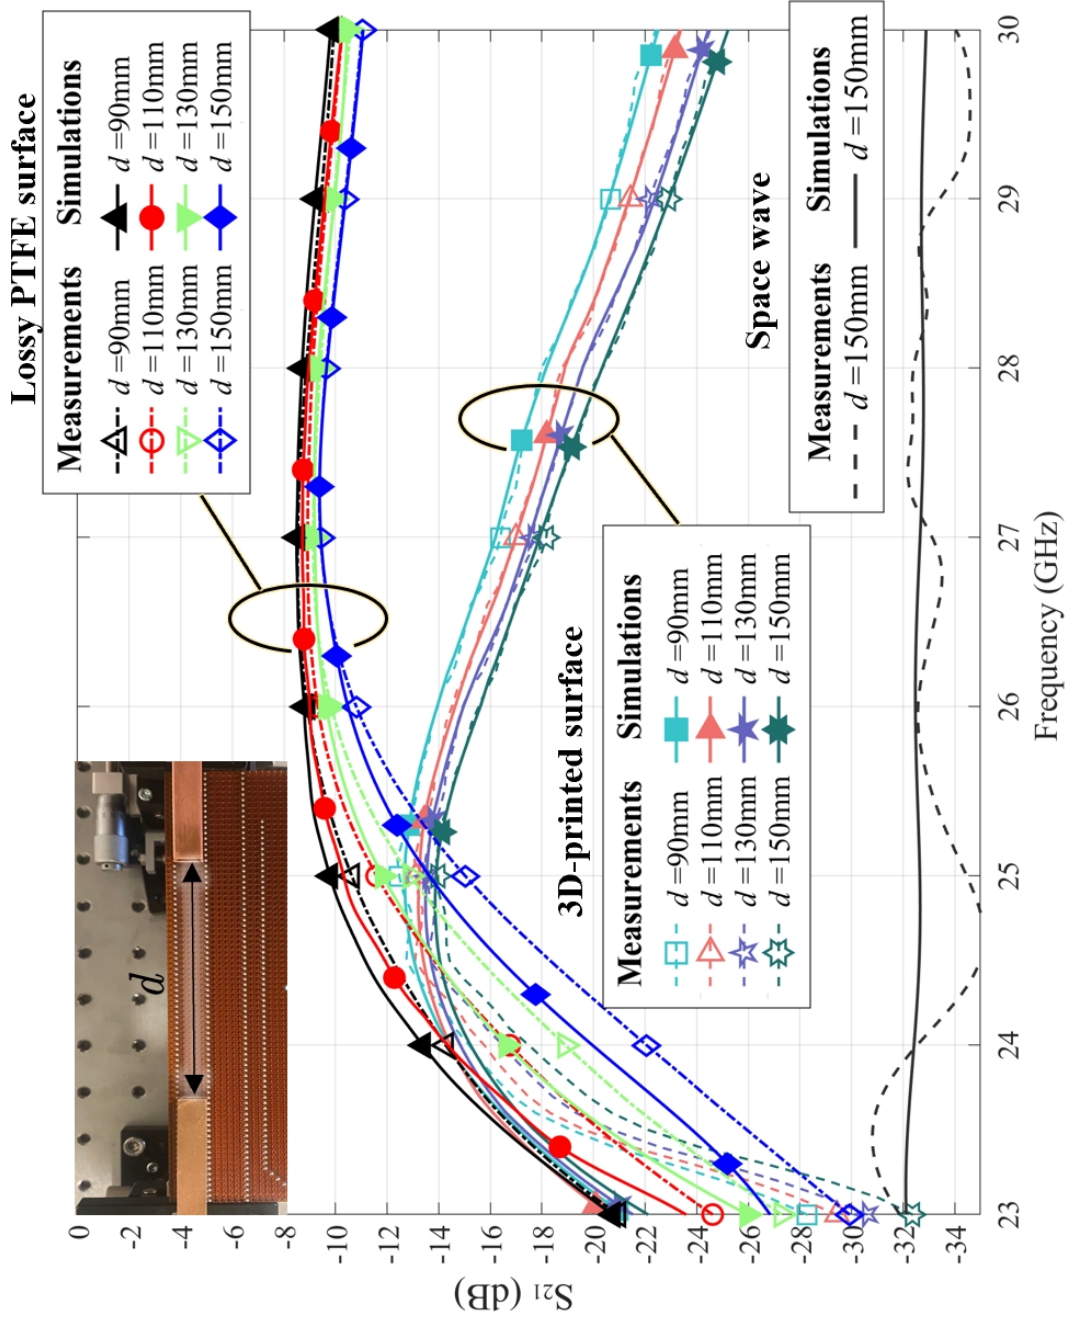 Lossy PTFE surface
Measurements Simulations
d =90mm d =90mm
d =110mm d =110mm
d =130mm d =130mm
d =150mm d =150mm
d
3D-printed surface
Measurements Simulations
d =90mm d =90mm
d =110mm d =110mm
d =130mm d =130mm
d =150mm d =150mm
Space wave
Measurements Simulations
d =150mm d =150mm
S21 (dB)
0
-2
-4
-6
-8
-10
-12
-14
-16
-18
-20
-22
-24
-26
-28
-30
-32
-34
23 24 25 26 27 28 29 30
Frequency (GHz)